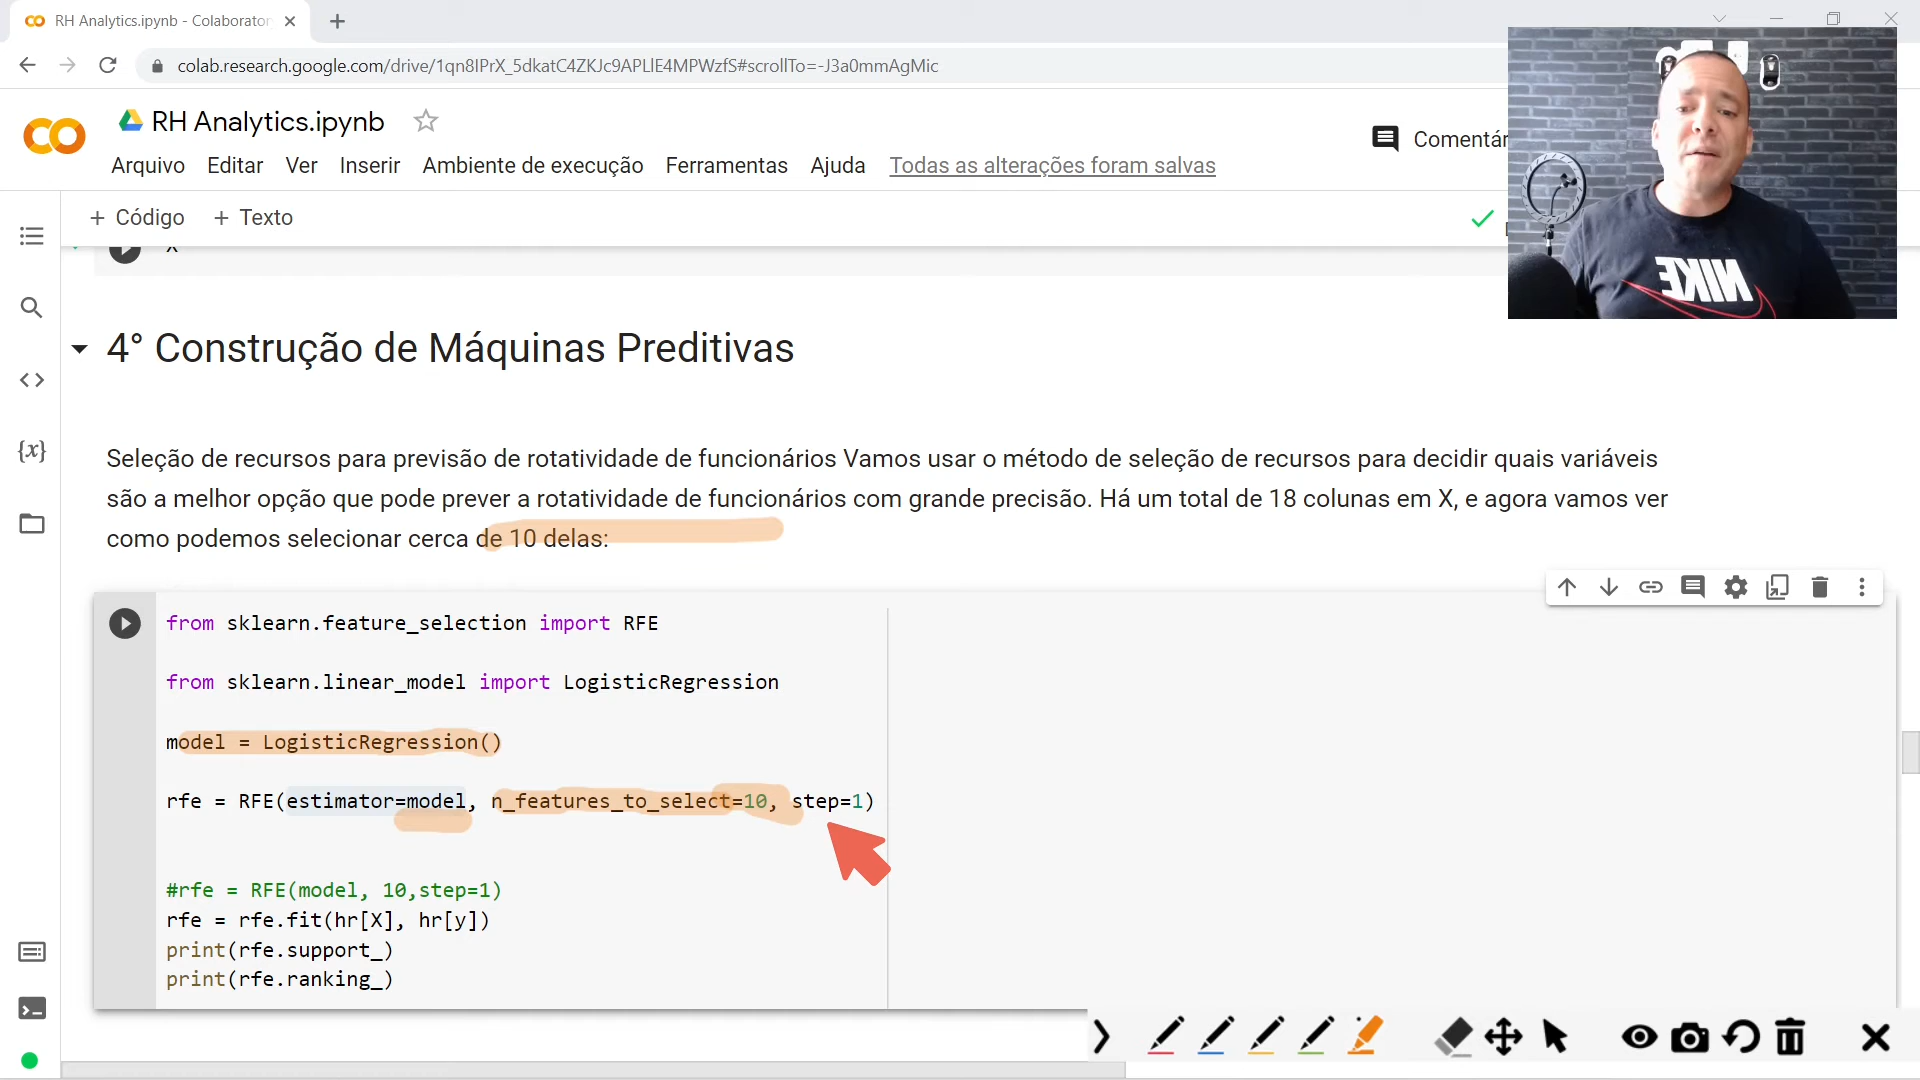 RH Analytics.ipynb - Colaborator
colab.research.google.com/drive/1qn8IPrX_5dkatC4ZKJc9APLlE4MPWzfS#scrollTo=-J3a0mmAgMic
RH Analytics.ipynb
Comentár
Arquivo Editar Ver Inserir Ambiente de execução Ferramentas Ajuda Todas as alterações foram salvas
+ Código + Texto
NIKE
4° Construção de Máquinas Preditivas
Seleção de recursos para previsão de rotatividade de funcionários Vamos usar o método de seleção de recursos para decidir quais variáveis
são a melhor opção que pode prever a rotatividade de funcionários com grande precisão. Há um total de 18 colunas em X, e agora vamos ver
como podemos selecionar cerca de 10 delas:
from sklearn.feature_selection import RFE
from sklearn.linear_model import LogisticRegression
model = LogisticRegression()
rfe = RFE(estimator=model, n_features_to_select=10, step=1)
#rfe = RFE(model, 10,step=1)
rfe = rfe.fit(hr[X], hr[y])
print(rfe.support_)
print(rfe.ranking_)